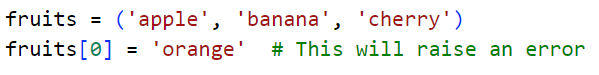 fruits = ('apple', 'banana', 'cherry')
fruits[0] = 'orange'  # This will raise an error